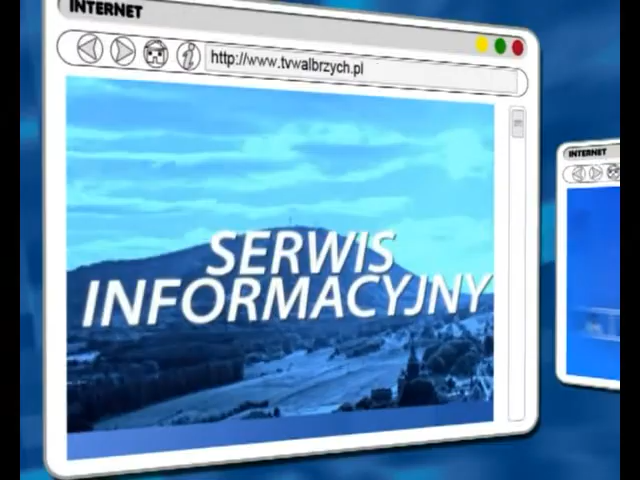 INTERNET
http://www.tvwalbrzych.pl
SERWIS
INFORMACYJNY
INTERNET